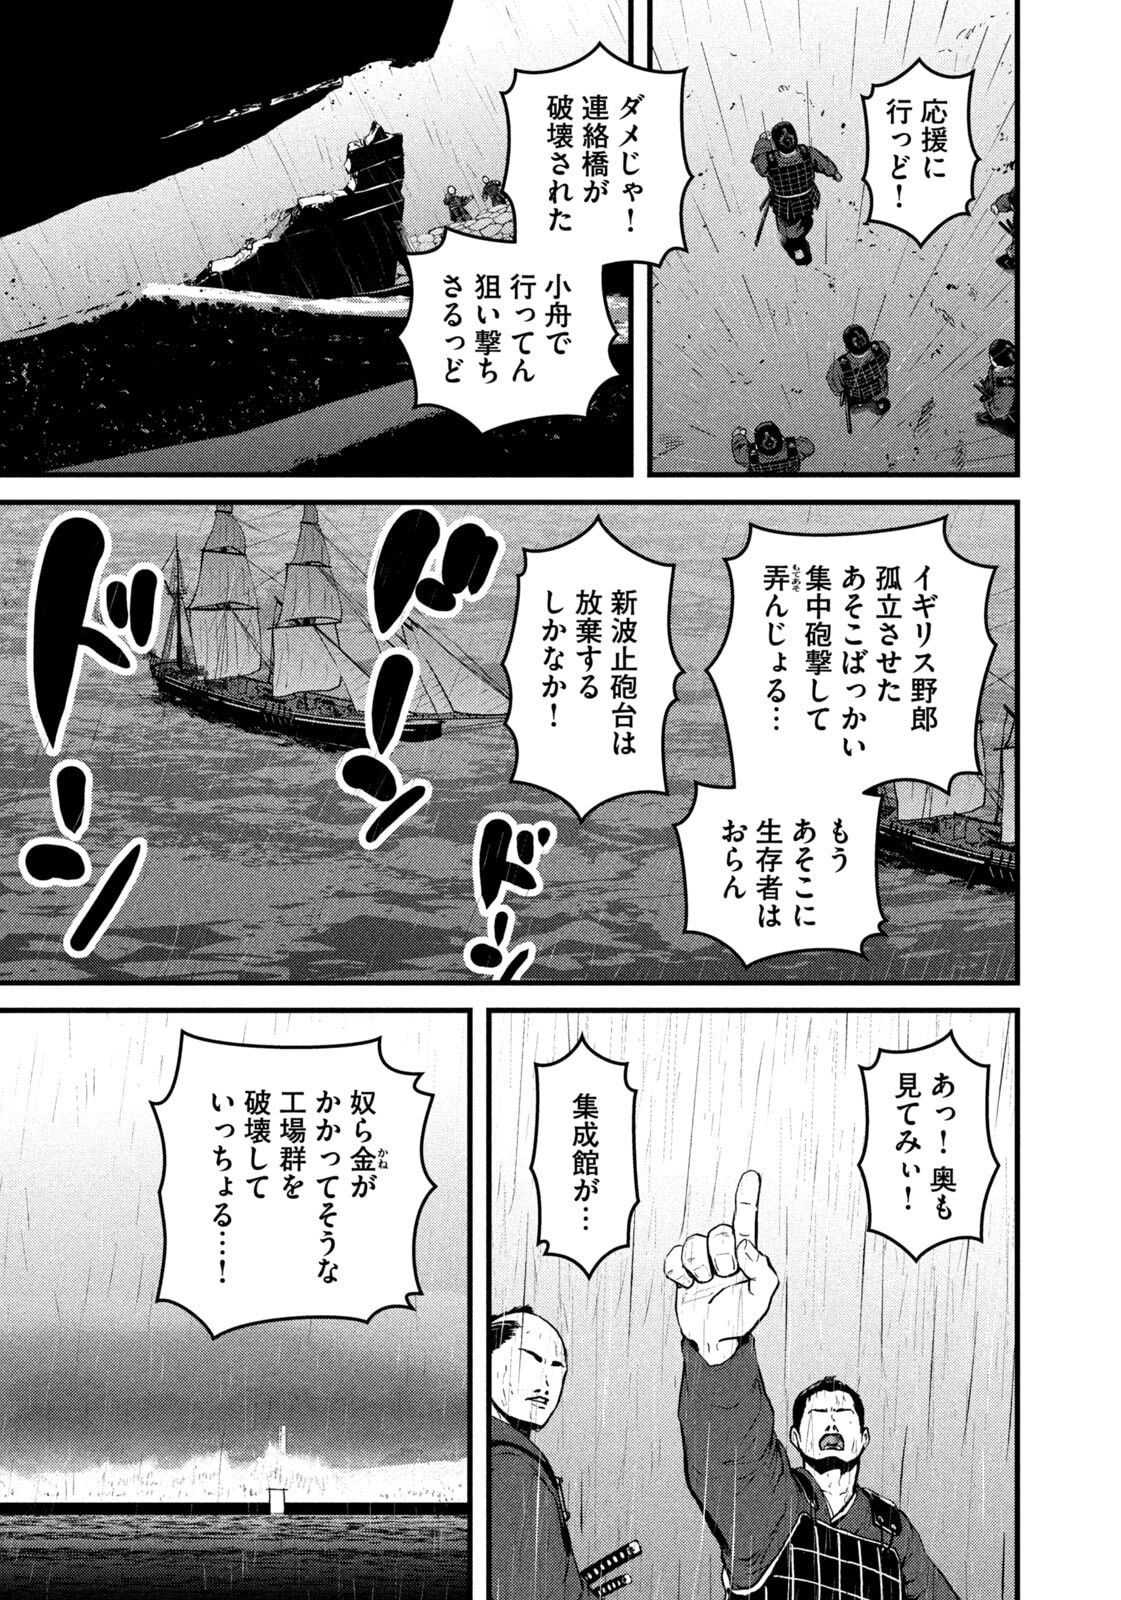 応援に
行っど！
ダメじゃ！
連絡橋が
破壊された
小舟で
行ってん
狙い撃ち
さるっど
イギリス野郎
孤立させた
あそこばっかい
集中砲撃して
弄んじょる…
もてあそ
もう
あそこに
生存者は
おらん
新波止砲台は
放棄する
しかなか！
ドーン
ドーン
ドーン
あっ！奥も
見てみぃ！
集成館が…
奴ら金が
かね
かかってそうな
工場群を
破壊して
いっちょる…！